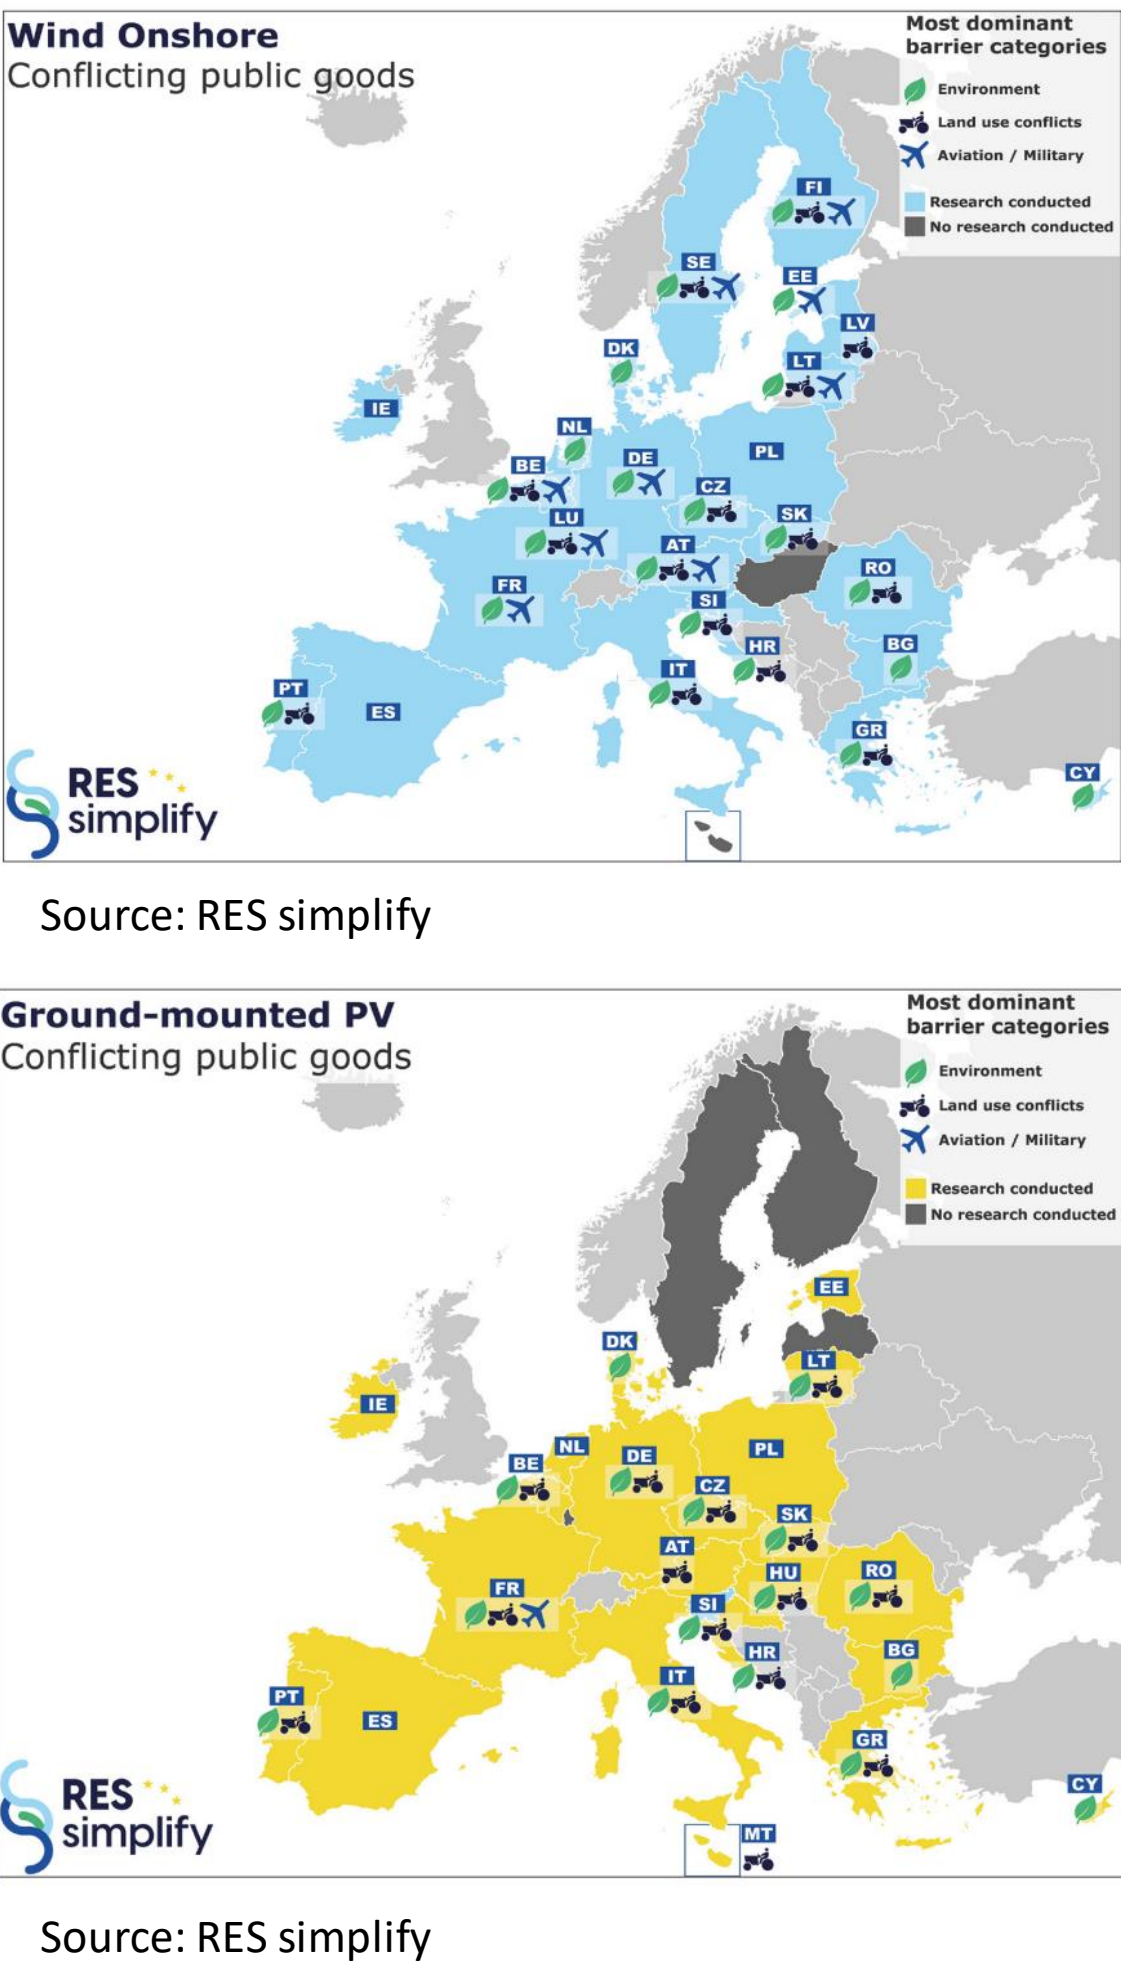 Wind Onshore
Conflicting public goods
Most dominant
barrier categories
Environment
Land use conflicts
Aviation / Military
Research conducted
No research conducted
FI
SE
EE
LV
DK
LT
IE
NL
PL
BE
DE
CZ
LU
SK
AT
RO
FR
SI
HR
BG
IT
PT
ES
GR
CY
RES
simplify
Source: RES simplify
Ground-mounted PV
Conflicting public goods
Most dominant
barrier categories
Environment
Land use conflicts
Aviation / Military
Research conducted
No research conducted
EE
DK
LT
IE
NL
PL
BE
DE
CZ
SK
AT
HU
RO
FR
SI
HR
BG
IT
PT
ES
GR
CY
MT
RES
simplify
Source: RES simplify